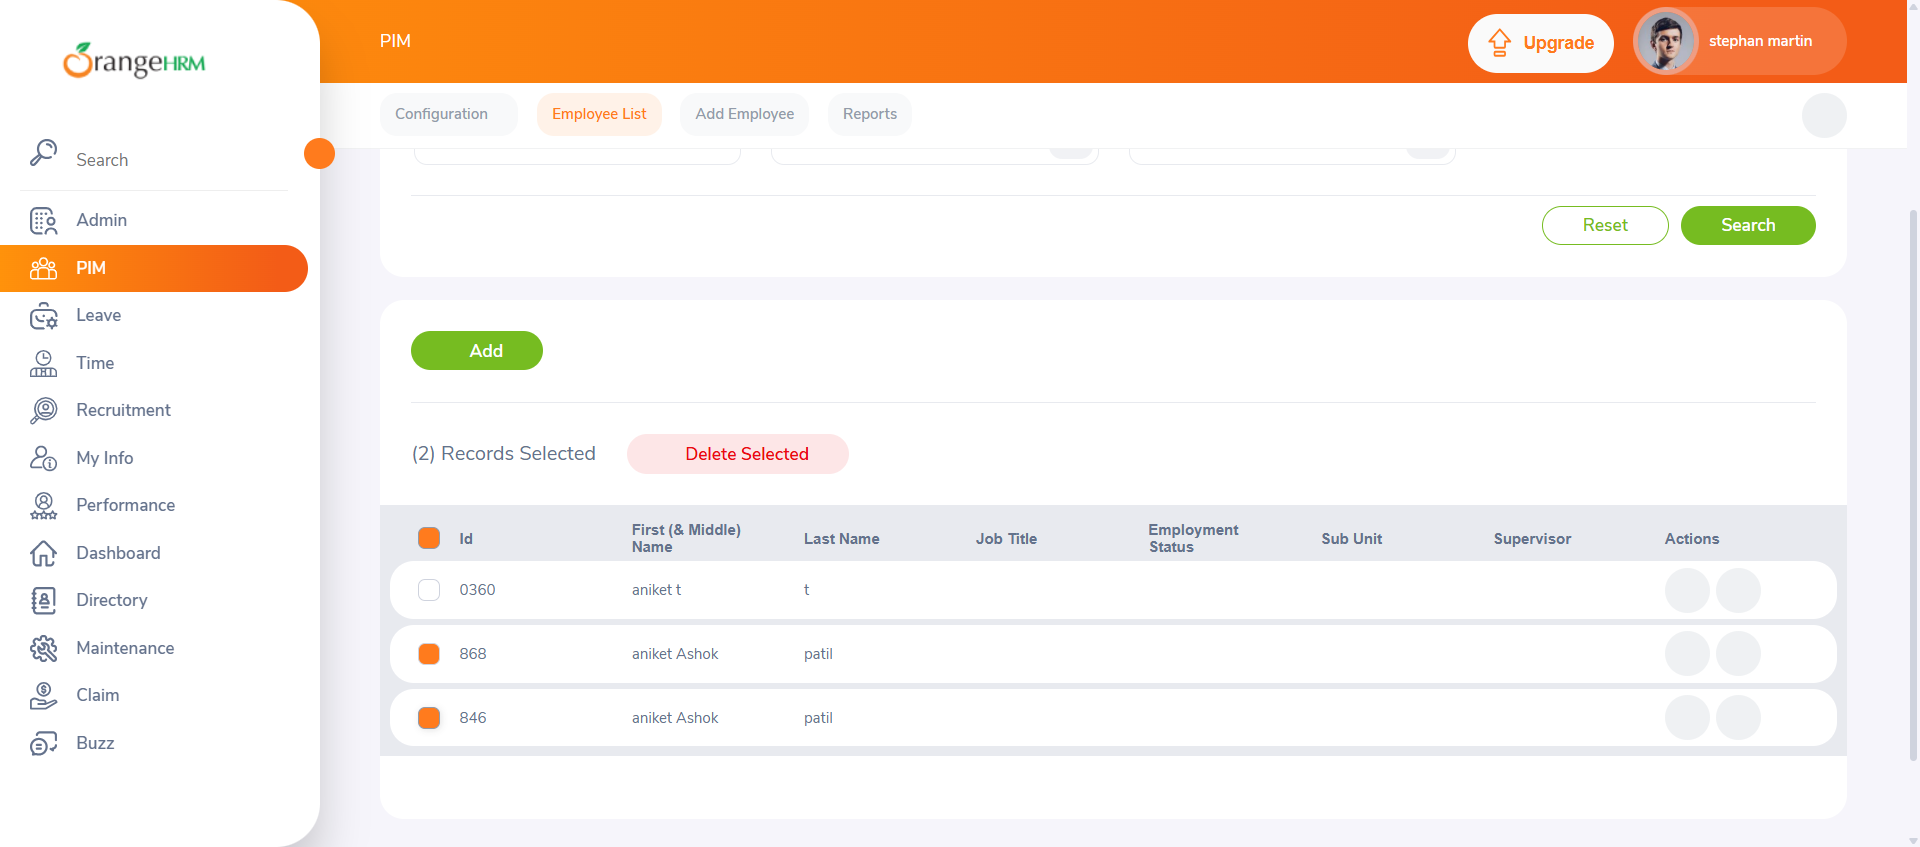 OrangeHRM
PIM
Upgrade
stephan martin
Configuration
Employee List
Add Employee
Reports
Search
Admin
PIM
Leave
Time
Recruitment
My Info
Performance
Dashboard
Directory
Maintenance
Claim
Buzz
Reset
Search
Add
(2) Records Selected
Delete Selected
Id First (& Middle) Name Last Name Job Title Employment Status Sub Unit Supervisor Actions
0360 aniket t t
868 aniket Ashok patil
846 aniket Ashok patil